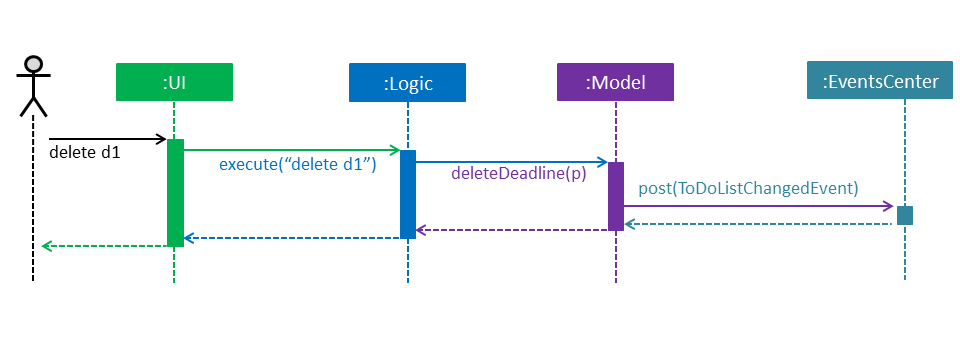 :UI
:Logic
:Model
:EventsCenter
delete d1
execute(“delete d1”)
deleteDeadline(p)
post(ToDoListChangedEvent)